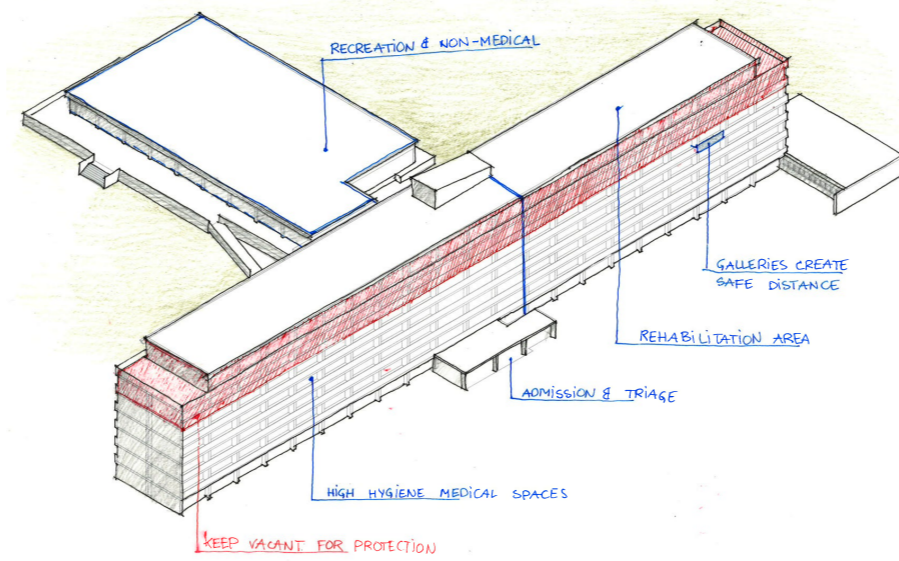 RECREATION & NON-MEDICAL
GALLERIES CREATE
SAFE DISTANCE
REHABILITATION AREA
ADMISSION & TRIAGE
HIGH HYGIENE MEDICAL SPACES
KEEP VACANT FOR PROTECTION